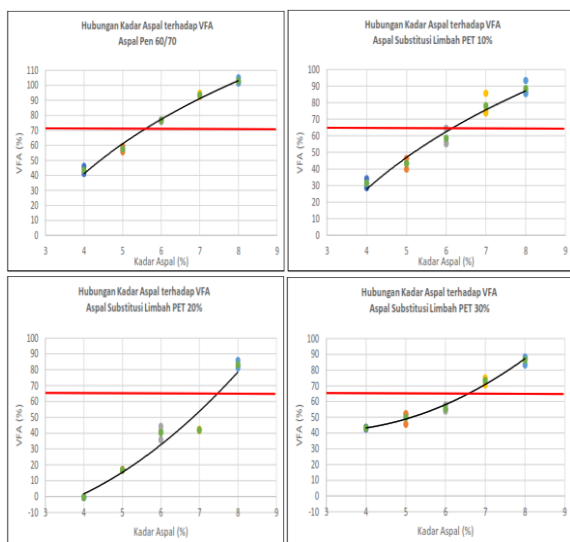 Hubungan Kadar Aspal terhadap VFA
Aspal Pen 60/70
VFA (%)
110
100
90
80
70
60
50
40
30
20
10
0
3 4 5 6 7 8 9
Kadar Aspal (%)
Hubungan Kadar Aspal terhadap VFA
Aspal Substitusi Limbah PET 10%
VFA (%)
100
90
80
70
60
50
40
30
20
10
0
3 4 5 6 7 8 9
Kadar Aspal (%)
Hubungan Kadar Aspal terhadap VFA
Aspal Substitusi Limbah PET 20%
VFA (%)
100
90
80
70
60
50
40
30
20
10
0
-10
3 4 5 6 7 8 9
Kadar Aspal (%)
Hubungan Kadar Aspal terhadap VFA
Aspal Substitusi Limbah PET 30%
VFA (%)
100
90
80
70
60
50
40
30
20
10
0
-10
3 4 5 6 7 8 9
Kadar Aspal (%)